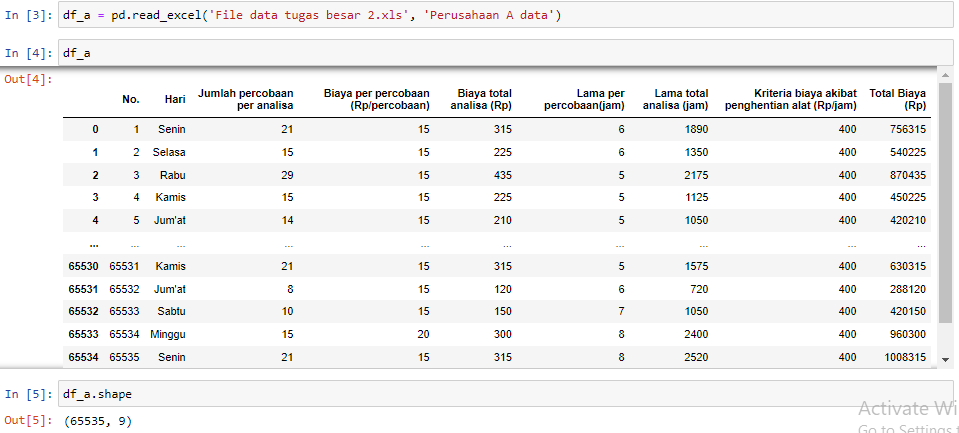 In [3]: df_a = pd.read_excel('File data tugas besar 2.xls', 'Perusahaan A data')
In [4]: df_a
Out[4]:
No. Hari Jumlah percobaan per analisa Biaya per percobaan (Rp/percobaan) Biaya total analisa (Rp) Lama per percobaan(jam) Lama total analisa (jam) Kriteria biaya akibat penghentian alat (Rp/jam) Total Biaya (Rp)
0 1 Senin 21 15 315 6 1890 400 756315
1 2 Selasa 15 15 225 6 1350 400 540225
2 3 Rabu 29 15 435 5 2175 400 870435
3 4 Kamis 15 15 225 5 1125 400 450225
4 5 Jum'at 14 15 210 5 1050 400 420210
... ... ... ... ... ... ... ... ... ...
65530 65531 Kamis 21 15 315 5 1575 400 630315
65531 65532 Jum'at 8 15 120 6 720 400 288120
65532 65533 Sabtu 10 15 150 7 1050 400 420150
65533 65534 Minggu 15 20 300 8 2400 400 960300
65534 65535 Senin 21 15 315 8 2520 400 1008315
In [5]: df_a.shape
Out[5]: (65535, 9)
Activate Wi
Go to Settings t